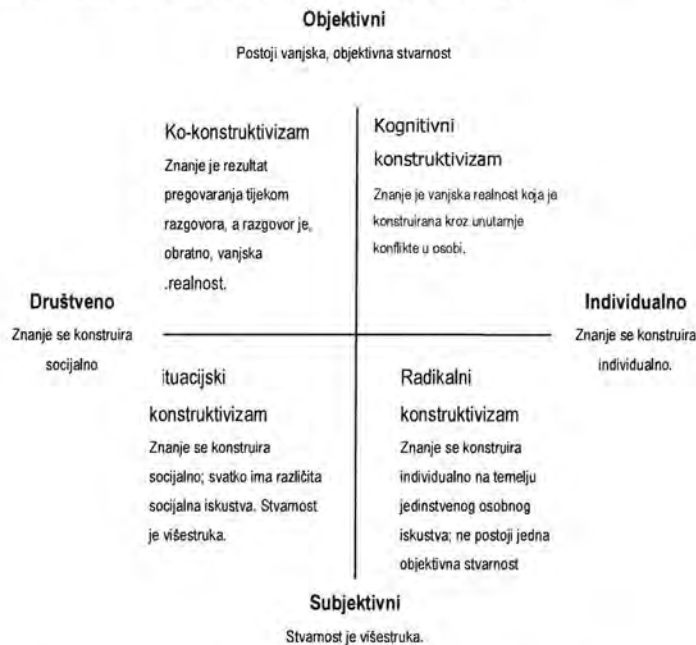 Objektivni
Postoji vanjska, objektivna stvarnost
Ko-konstruktivizam
Znanje je rezultat
pregovaranja tijekom
razgovora, a razgovor je,
obratno, vanjska
.realnost.
Kognitivni
konstruktivizam
Znanje je vanjska realnost koja je
konstruirana kroz unutarnje
konflikte u osobi.
Društveno
Znanje se konstruira
socijalno
Individualno
Znanje se konstruira
individualno.
ituacijski
konstruktivizam
Znanje se konstruira
socijalno; svatko ima različita
socijalna iskustva. Stvarnost
je višestruka.
Radikalni
konstruktivizam
Znanje se konstruira
individualno na temelju
jedinstvenog osobnog
iskustva; ne postoji jedna
objektivna stvarnost
Subjektivni
Stvarnost je višestruka.